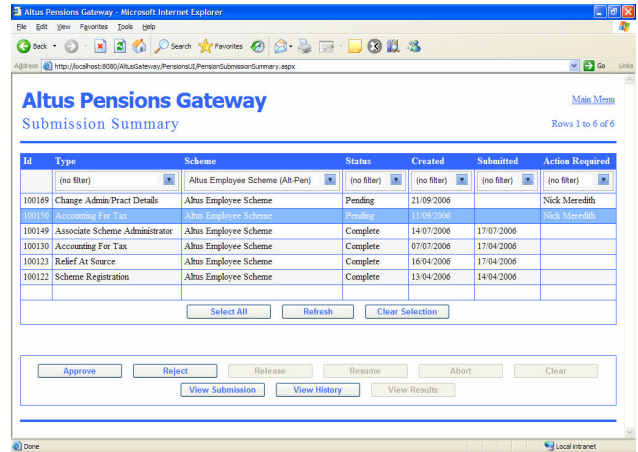 Altus Pensions Gateway - Microsoft Internet Explorer
File Edit View Favorites Tools Help
Back Search Favorites
Address http://localhost:8080/AltusGateway/PensionsUI/PensionSubmissionSummary.aspx Go Links
Altus Pensions Gateway Main Menu
Submission Summary Rows 1 to 6 of 6
Id Type Scheme Status Created Submitted Action Required
(no filter) Altus Employee Scheme (Alt-Pen) (no filter) (no filter) (no filter) (no filter)
100169 Change Admin/Pract Details Altus Employee Scheme Pending 21/09/2006 Nick Meredith
100150 Accounting For Tax Altus Employee Scheme Pending 11/09/2006 Nick Meredith
100149 Associate Scheme Administrator Altus Employee Scheme Complete 14/07/2006 17/07/2006
100130 Accounting For Tax Altus Employee Scheme Complete 07/07/2006 17/04/2006
100123 Relief At Source Altus Employee Scheme Complete 16/04/2006 17/04/2006
100122 Scheme Registration Altus Employee Scheme Complete 13/04/2006 14/04/2006
Select All Refresh Clear Selection
Approve Reject Release Resume Abort Clear
View Submission View History View Results
Done Local intranet